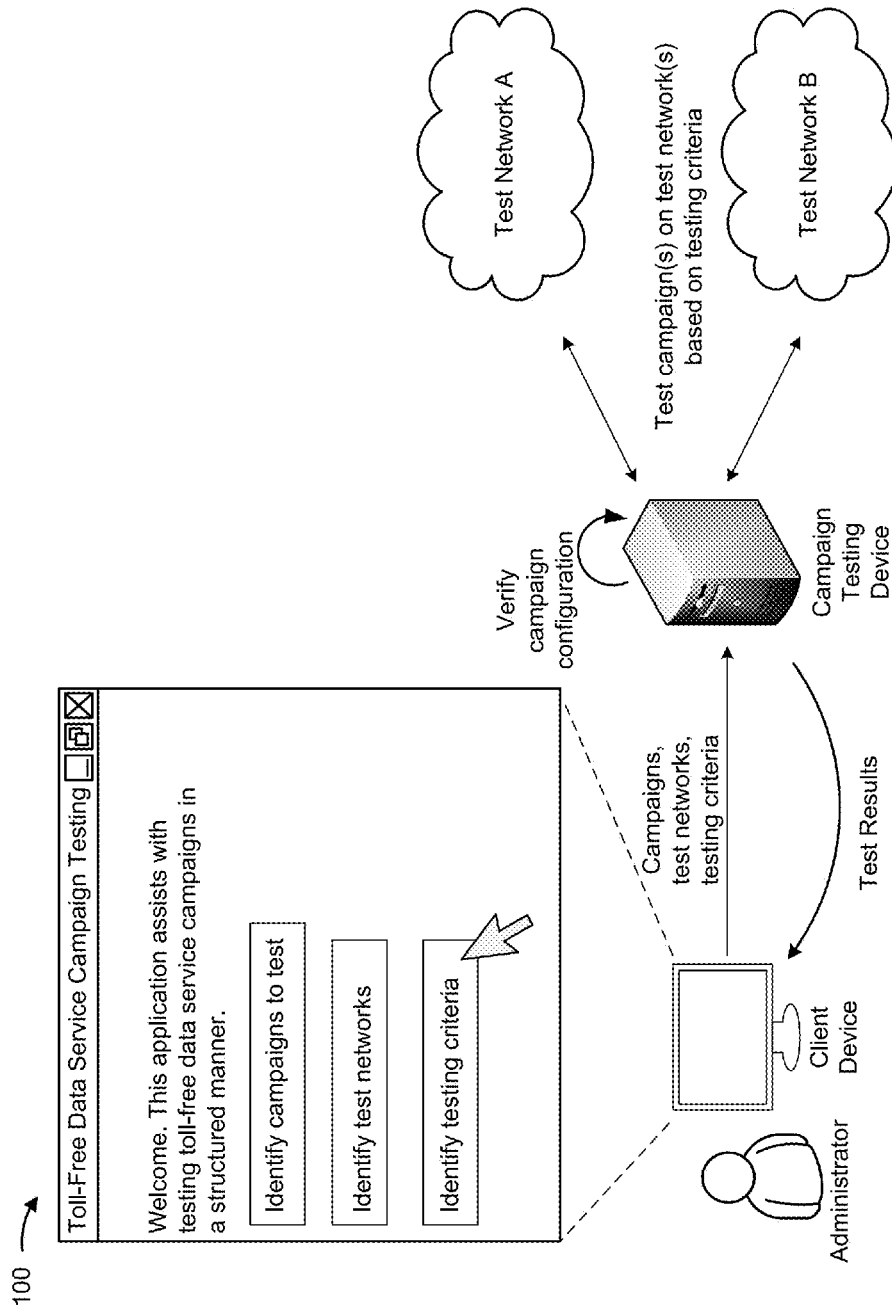 100
Toll-Free Data Service Campaign Testing
Welcome. This application assists with
testing toll-free data service campaigns in
a structured manner.
Identify campaigns to test
Identify test networks
Identify testing criteria
Administrator
Client
Device
Campaigns,
test networks,
testing criteria
Test Results
Verify
campaign
configuration
Campaign
Testing
Device
Test Network A
Test campaign(s) on test network(s)
based on testing criteria
Test Network B